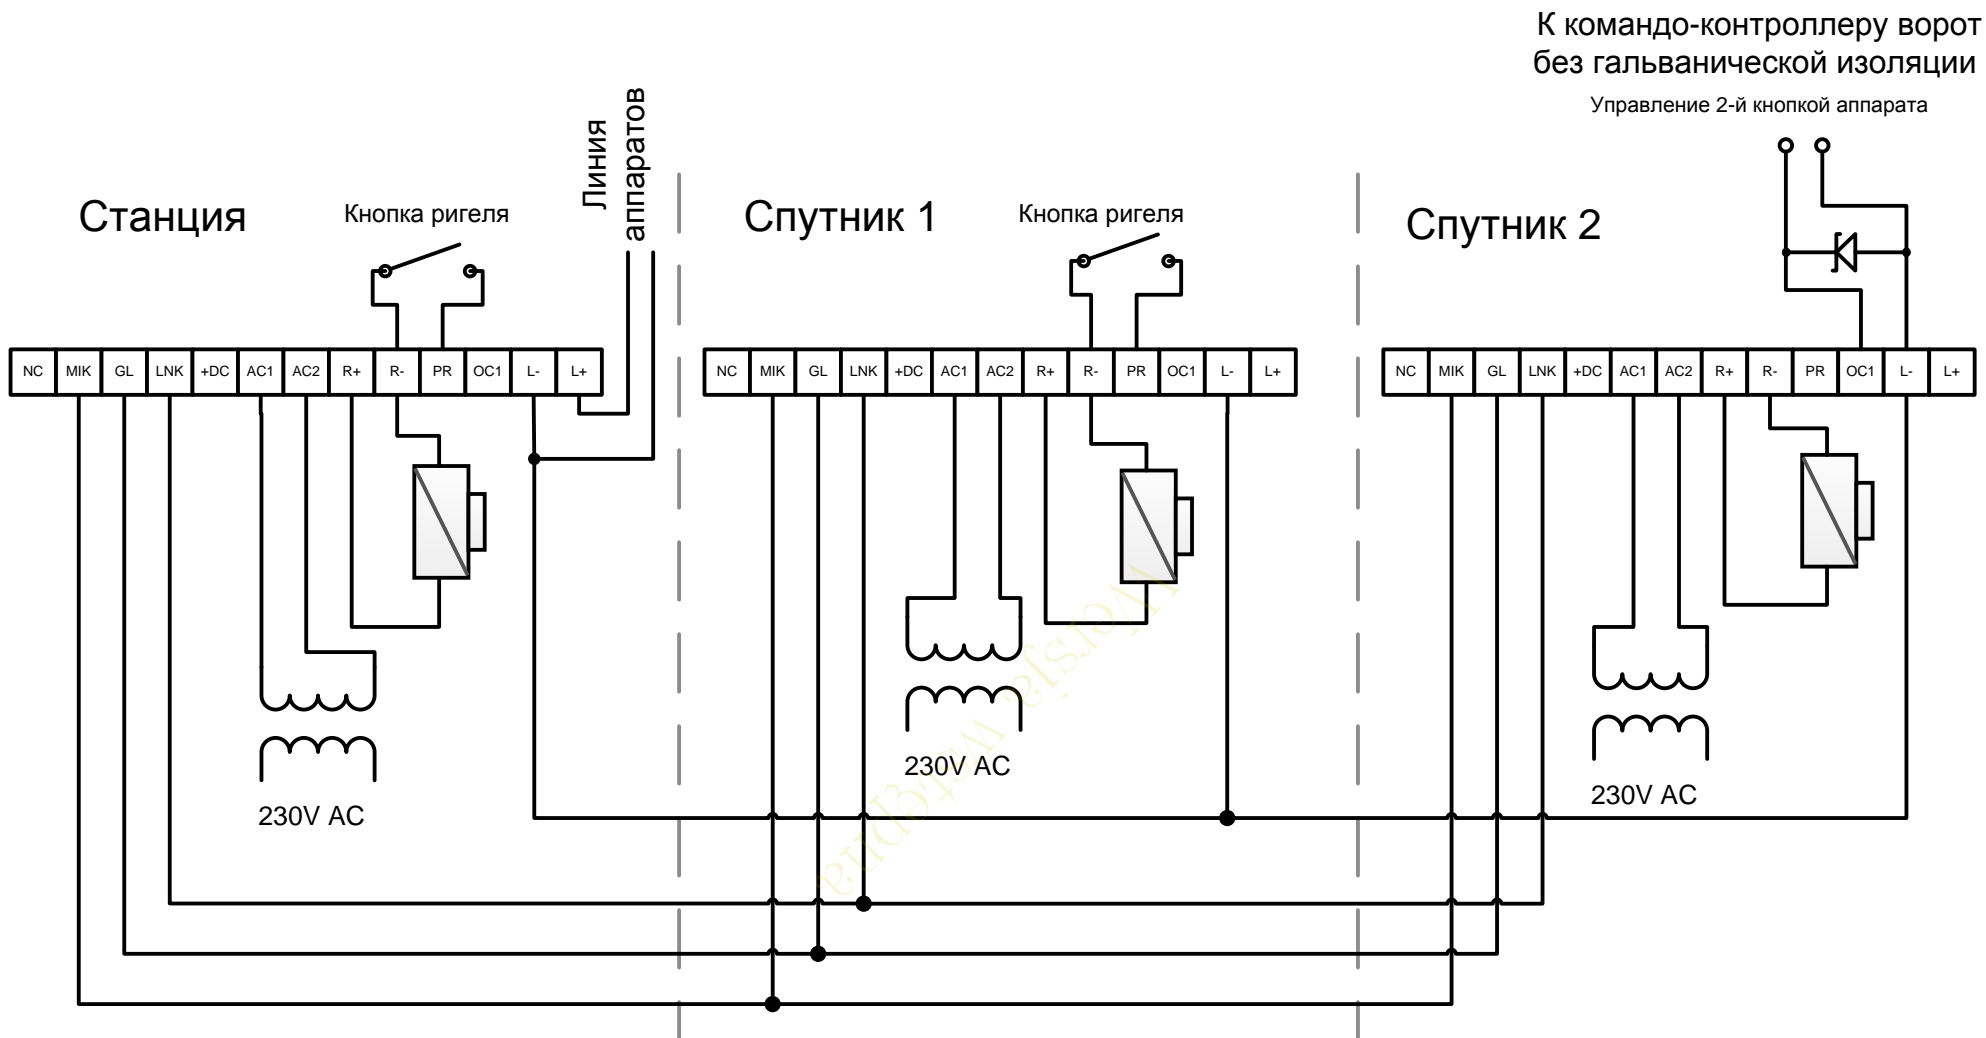 К командо-контроллеру ворот
без гальванической изоляции
Управление 2-й кнопкой аппарата
Линия
аппаратов
Станция
Кнопка ригеля
Спутник 1
Кнопка ригеля
Спутник 2
NC MIK GL LNK +DC AC1 AC2 R+ R- PR OC1 L- L+
NC MIK GL LNK +DC AC1 AC2 R+ R- PR OC1 L- L+
NC MIK GL LNK +DC AC1 AC2 R+ R- PR OC1 L- L+
230V AC
230V AC
230V AC